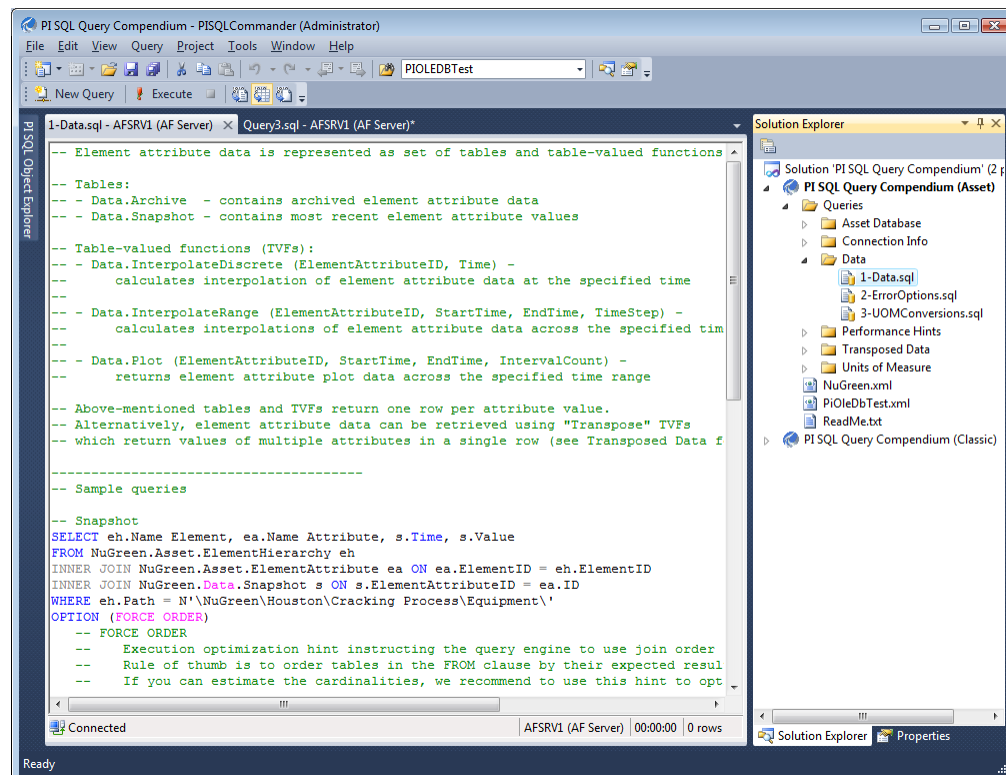 PI SQL Query Compendium - PISQLCommander (Administrator)
File Edit View Query Project Tools Window Help
PIOLEDBTest
New Query Execute
PI SQL Object Explorer
1-Data.sql - AFSRV1 (AF Server) Query3.sql - AFSRV1 (AF Server)*
-- Element attribute data is represented as set of tables and table-valued functions
-- Tables:
-- - Data.Archive  - contains archived element attribute data
-- - Data.Snapshot - contains most recent element attribute values
-- Table-valued functions (TVFs):
-- - Data.InterpolateDiscrete (ElementAttributeID, Time) -
--      calculates interpolation of element attribute data at the specified time
--
-- - Data.InterpolateRange (ElementAttributeID, StartTime, EndTime, TimeStep) -
--      calculates interpolations of element attribute data across the specified tim
--
-- - Data.Plot (ElementAttributeID, StartTime, EndTime, IntervalCount) -
--      returns element attribute plot data across the specified time range
-- Above-mentioned tables and TVFs return one row per attribute value.
-- Alternatively, element attribute data can be retrieved using "Transpose" TVFs
-- which return values of multiple attributes in a single row (see Transposed Data f
---------------------------------------
-- Sample queries
-- Snapshot
SELECT eh.Name Element, ea.Name Attribute, s.Time, s.Value
FROM NuGreen.Asset.ElementHierarchy eh
INNER JOIN NuGreen.Asset.ElementAttribute ea ON ea.ElementID = eh.ElementID
INNER JOIN NuGreen.Data.Snapshot s ON s.ElementAttributeID = ea.ID
WHERE eh.Path = N'\NuGreen\Houston\Cracking Process\Equipment\'
OPTION (FORCE ORDER)
-- FORCE ORDER
--    Execution optimization hint instructing the query engine to use join order
--    Rule of thumb is to order tables in the FROM clause by their expected resul
--    If you can estimate the cardinalities, we recommend to use this hint to opt
Connected AFSRV1 (AF Server) 00:00:00 0 rows
Solution Explorer
Solution 'PI SQL Query Compendium' (2 p
PI SQL Query Compendium (Asset)
Queries
Asset Database
Connection Info
Data
1-Data.sql
2-ErrorOptions.sql
3-UOMConversions.sql
Performance Hints
Transposed Data
Units of Measure
NuGreen.xml
PiOleDbTest.xml
ReadMe.txt
PI SQL Query Compendium (Classic)
Solution Explorer Properties
Ready